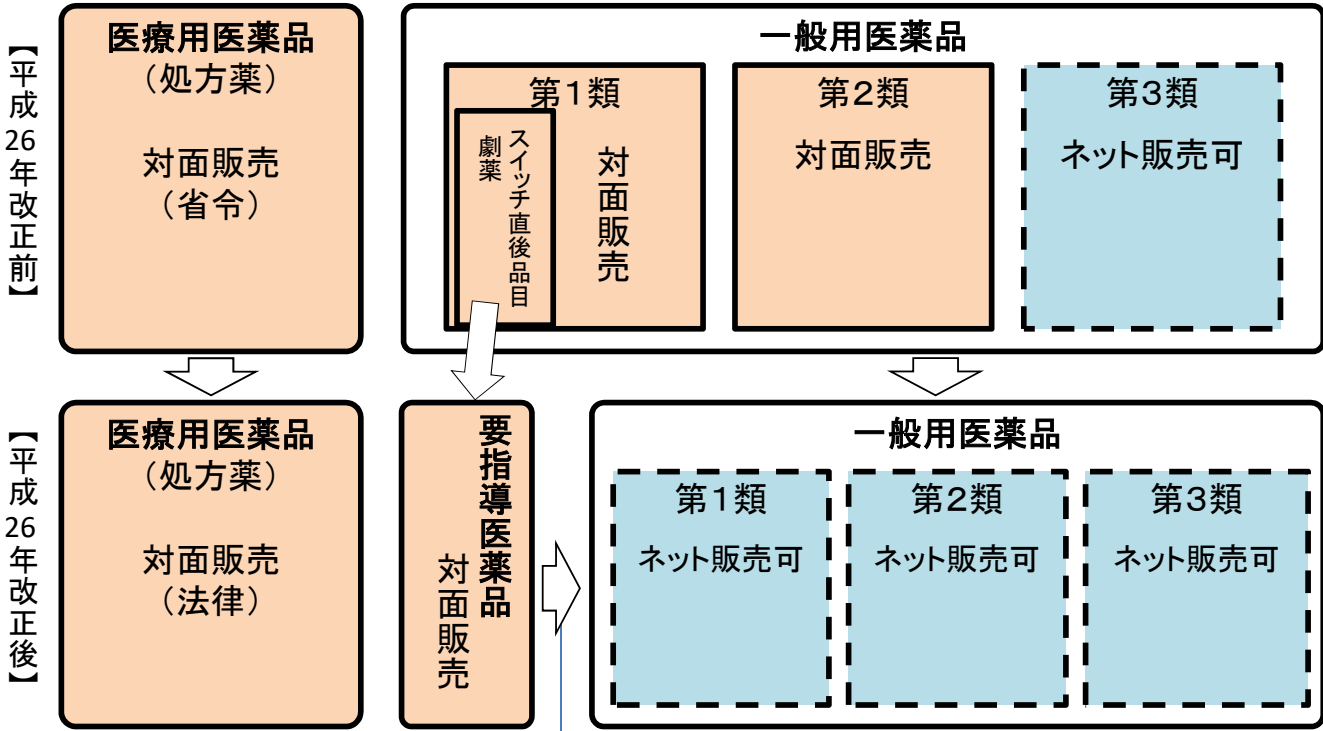 【平成26年改正前】
医療用医薬品
（処方薬）
対面販売
（省令）
一般用医薬品
第１類
スイッチ直後品目
劇薬
対面販売
第２類
対面販売
第３類
ネット販売可
【平成26年改正後】
医療用医薬品
（処方薬）
対面販売
（法律）
要指導医薬品
対面販売
一般用医薬品
第１類
ネット販売可
第２類
ネット販売可
第３類
ネット販売可